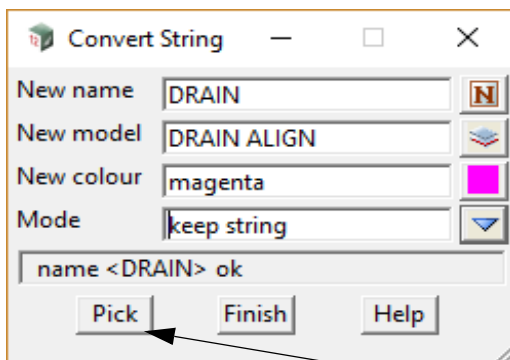 Convert String
New name DRAIN N
New model DRAIN ALIGN
New colour magenta
Mode keep string
name <DRAIN> ok
Pick Finish Help